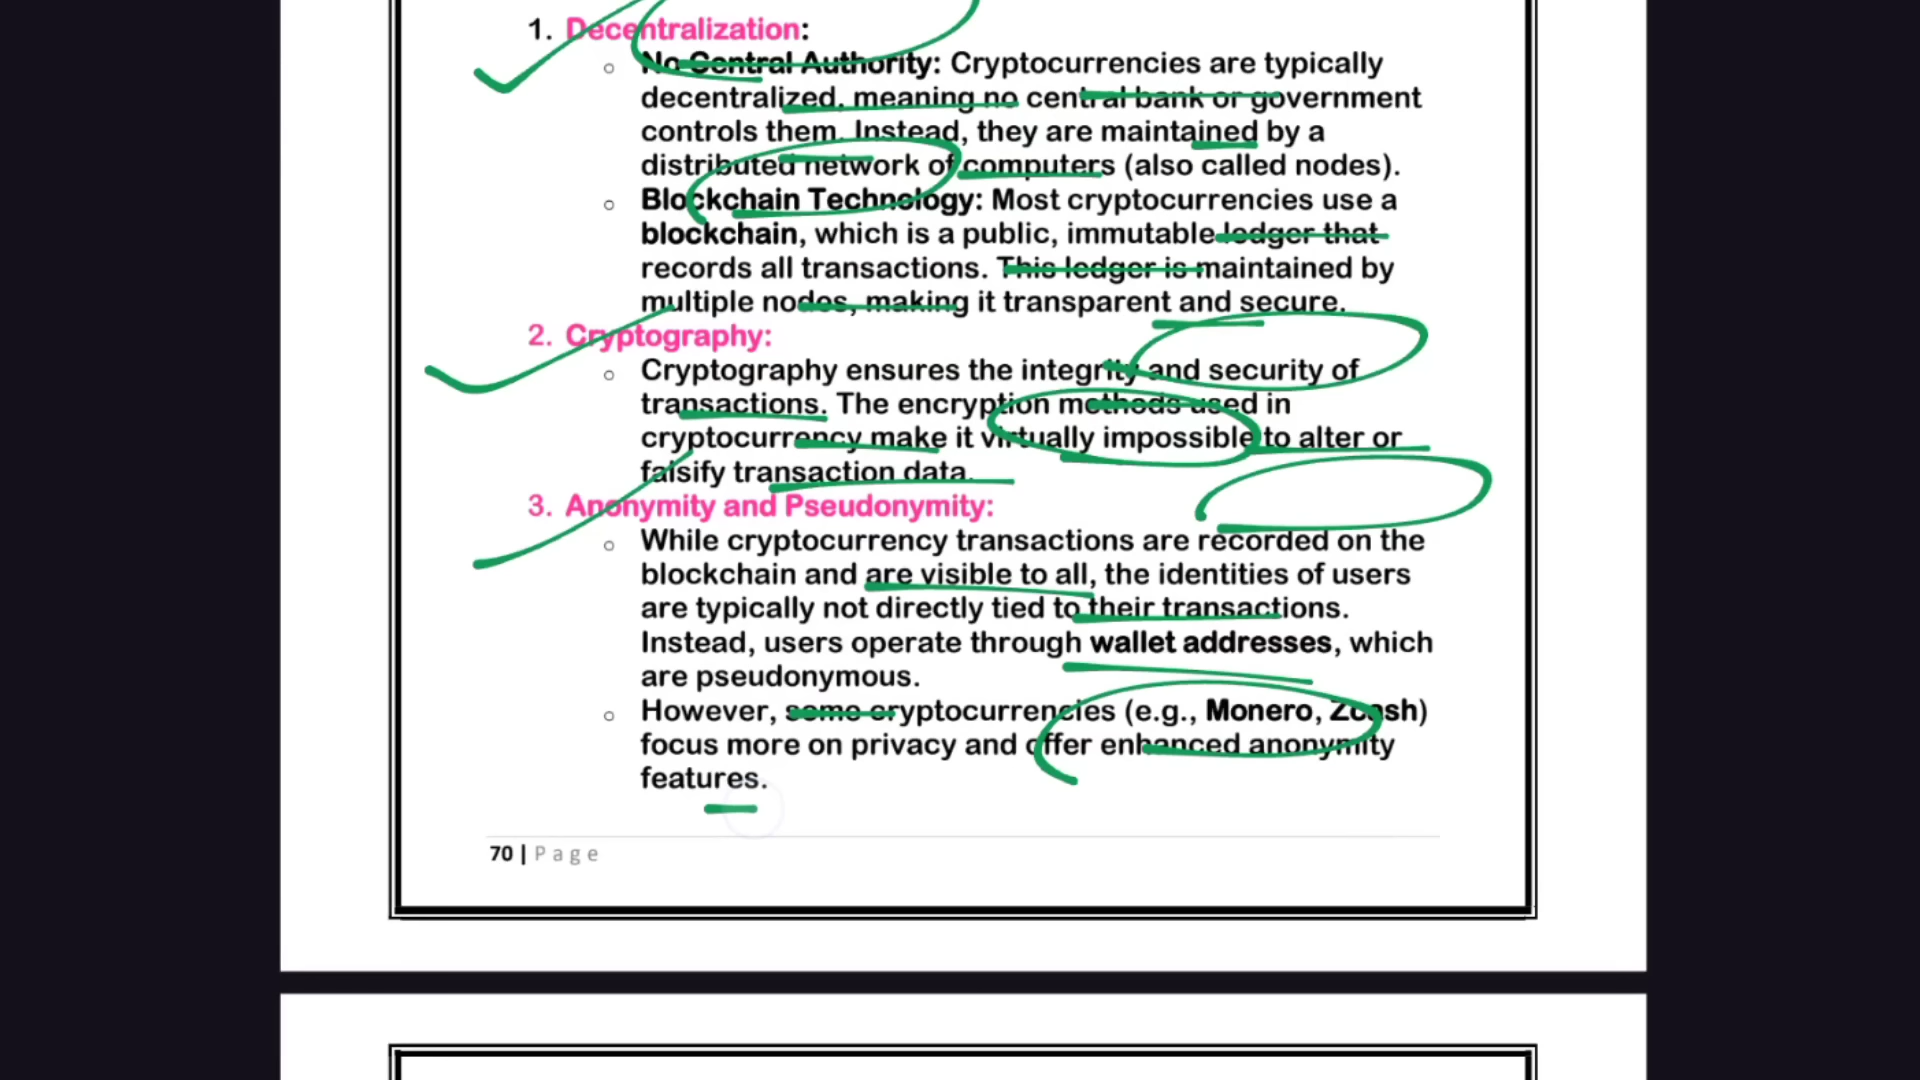 1. Decentralization:
○ No Central Authority: Cryptocurrencies are typically
decentralized, meaning no central bank or government
controls them. Instead, they are maintained by a
distributed network of computers (also called nodes).
○ Blockchain Technology: Most cryptocurrencies use a
blockchain, which is a public, immutable ledger that
records all transactions. This ledger is maintained by
multiple nodes, making it transparent and secure.
2. Cryptography:
○ Cryptography ensures the integrity and security of
transactions. The encryption methods used in
cryptocurrency make it virtually impossible to alter or
falsify transaction data.
3. Anonymity and Pseudonymity:
○ While cryptocurrency transactions are recorded on the
blockchain and are visible to all, the identities of users
are typically not directly tied to their transactions.
Instead, users operate through wallet addresses, which
are pseudonymous.
○ However, some cryptocurrencies (e.g., Monero, Zcash)
focus more on privacy and offer enhanced anonymity
features.
70 | Page